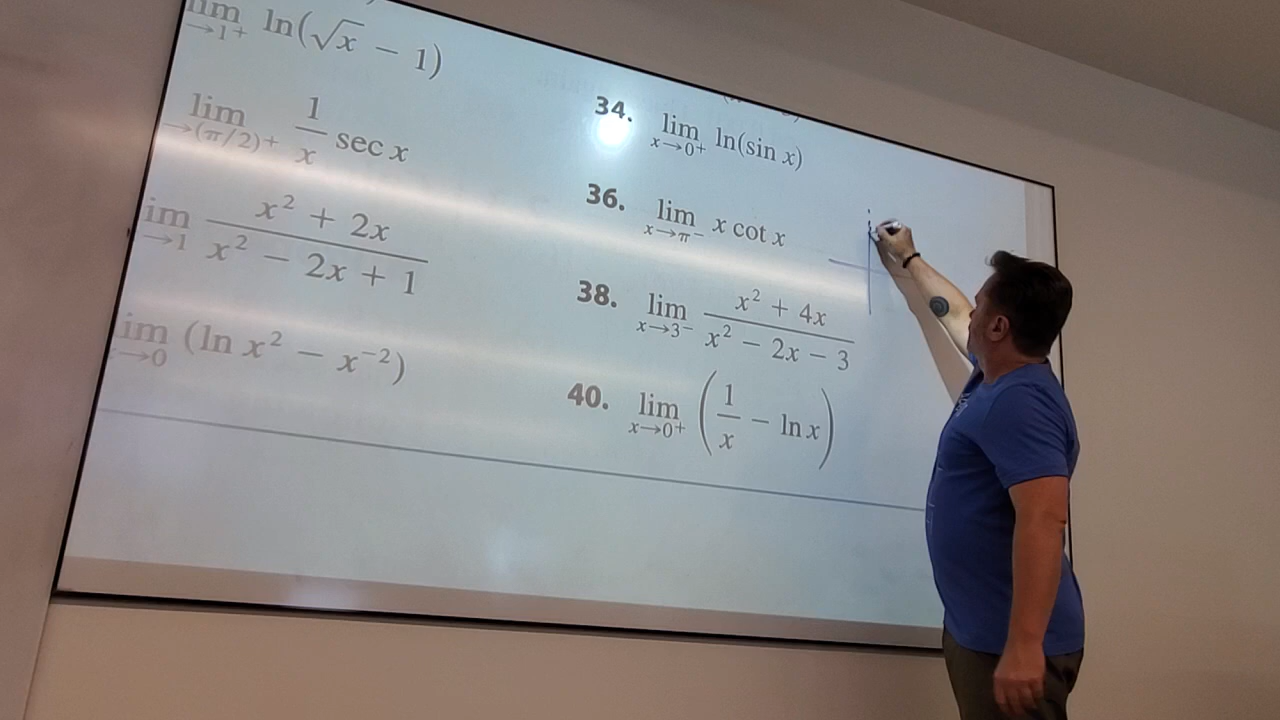 lim →1+ ln(√x − 1)
lim →(π/2)+ 1/x sec x
lim →1 (x² + 2x)/(x² − 2x + 1)
lim →0 (ln x² − x⁻²)
34. lim x→0+ ln(sin x)
36. lim x→π− x cot x
38. lim x→3− (x² + 4x)/(x² − 2x − 3)
40. lim x→0+ (1/x − ln x)